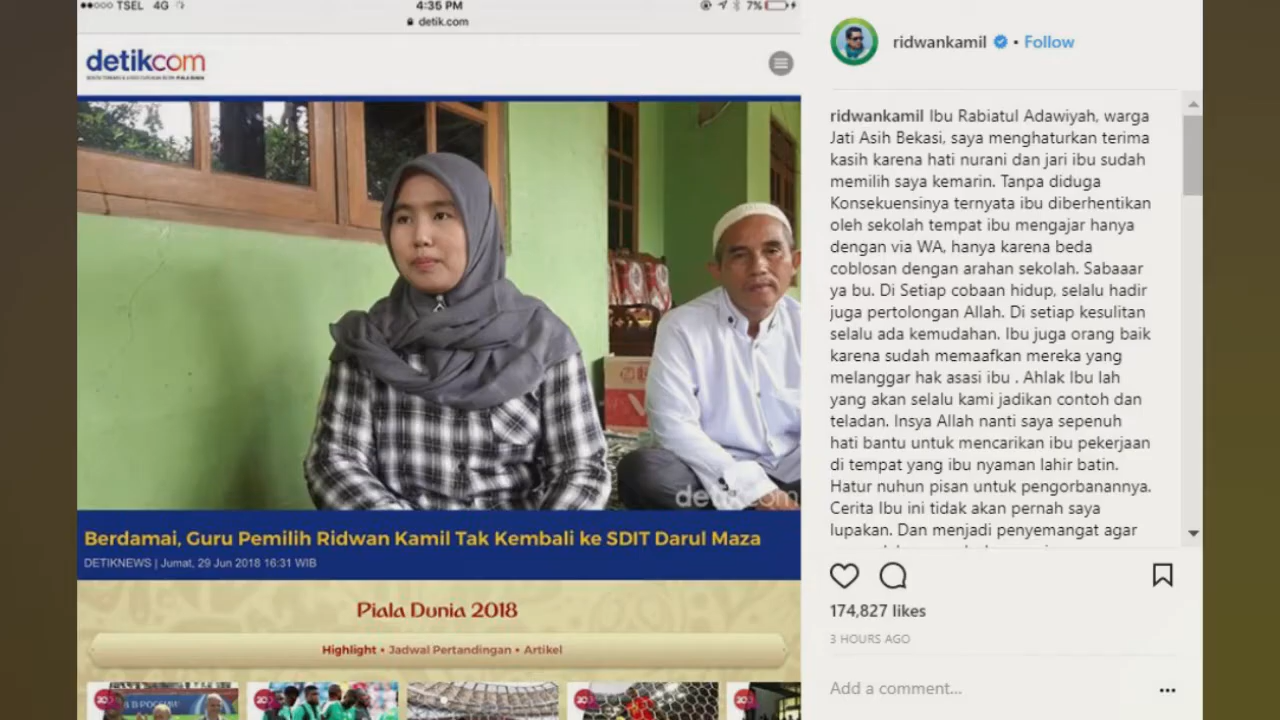 TSEL 4G
4:35 PM
7%
detik.com
detikcom
detikcom
Berdamai, Guru Pemilih Ridwan Kamil Tak Kembali ke SDIT Darul Maza
DETIKNEWS | Jumat, 29 Jun 2018 16:31 WIB
Piala Dunia 2018
Highlight • Jadwal Pertandingan • Artikel
ridwankamil • Follow
ridwankamil Ibu Rabiatul Adawiyah, warga
Jati Asih Bekasi, saya menghaturkan terima
kasih karena hati nurani dan jari ibu sudah
memilih saya kemarin. Tanpa diduga
Konsekuensinya ternyata ibu diberhentikan
oleh sekolah tempat ibu mengajar hanya
dengan via WA, hanya karena beda
coblosan dengan arahan sekolah. Sabaaar
ya bu. Di Setiap cobaan hidup, selalu hadir
juga pertolongan Allah. Di setiap kesulitan
selalu ada kemudahan. Ibu juga orang baik
karena sudah memaafkan mereka yang
melanggar hak asasi ibu . Ahlak Ibu lah
yang akan selalu kami jadikan contoh dan
teladan. Insya Allah nanti saya sepenuh
hati bantu untuk mencarikan ibu pekerjaan
di tempat yang ibu nyaman lahir batin.
Hatur nuhun pisan untuk pengorbanannya.
Cerita Ibu ini tidak akan pernah saya
lupakan. Dan menjadi penyemangat agar
174,827 likes
3 HOURS AGO
Add a comment...